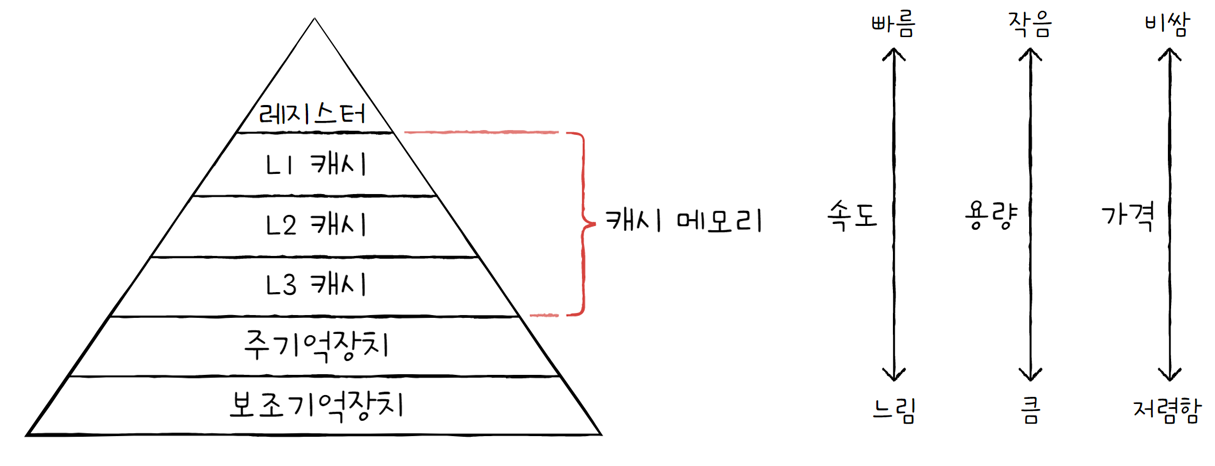 레지스터
L1 캐시
L2 캐시
L3 캐시
주기억장치
보조기억장치
캐시 메모리
빠름
속도
느림
작음
용량
큼
비쌈
가격
저렴함